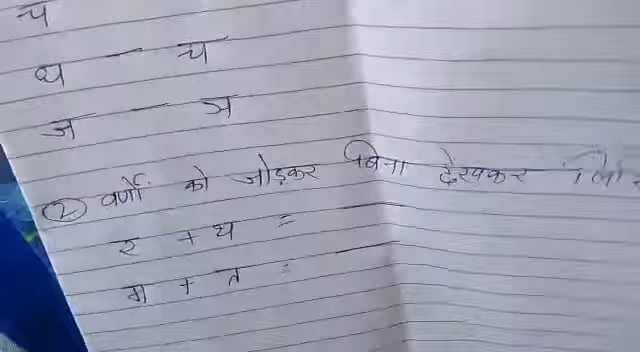 च
थ — च
ज — ञ
② वर्णों को जोड़कर बिना देखकर
र + थ = ——
ग + त = ——